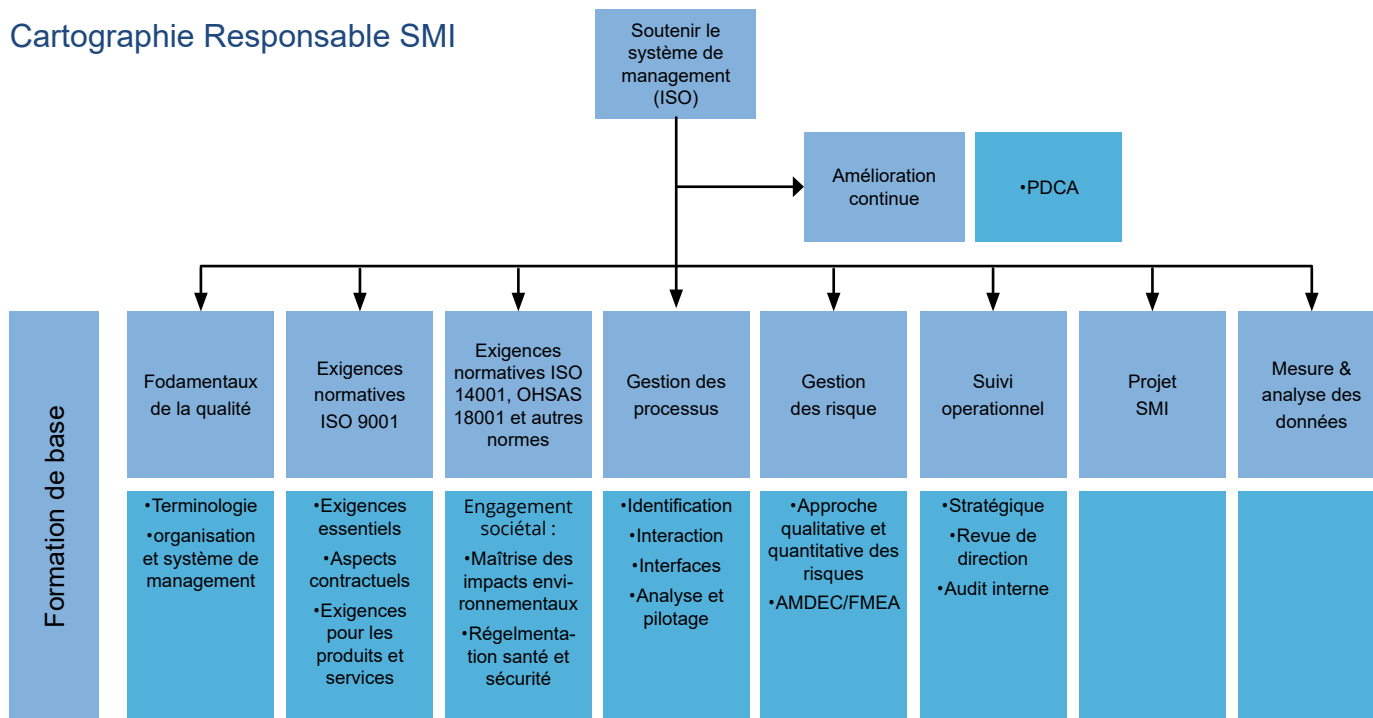 Cartographie Responsable SMI
Soutenir le
système de
management
(ISO)
Amélioration
continue
•PDCA
Formation de base
Fodamentaux
de la qualité
Exigences
normatives
ISO 9001
Exigences
normatives ISO
14001, OHSAS
18001 et autres
normes
Gestion des
processus
Gestion
des risque
Suivi
operationnel
Projet
SMI
Mesure &
analyse des
données
•Terminologie
•organisation
et système de
management
•Exigences
essentiels
•Aspects
contractuels
•Exigences
pour les
produits et
services
Engagement
sociétal :
•Maîtrise des
impacts envi-
ronnementaux
•Régelmenta-
tion santé et
sécurité
•Identification
•Interaction
•Interfaces
•Analyse et
pilotage
•Approche
qualitative et
quantitative des
risques
•AMDEC/FMEA
•Stratégique
•Revue de
direction
•Audit interne